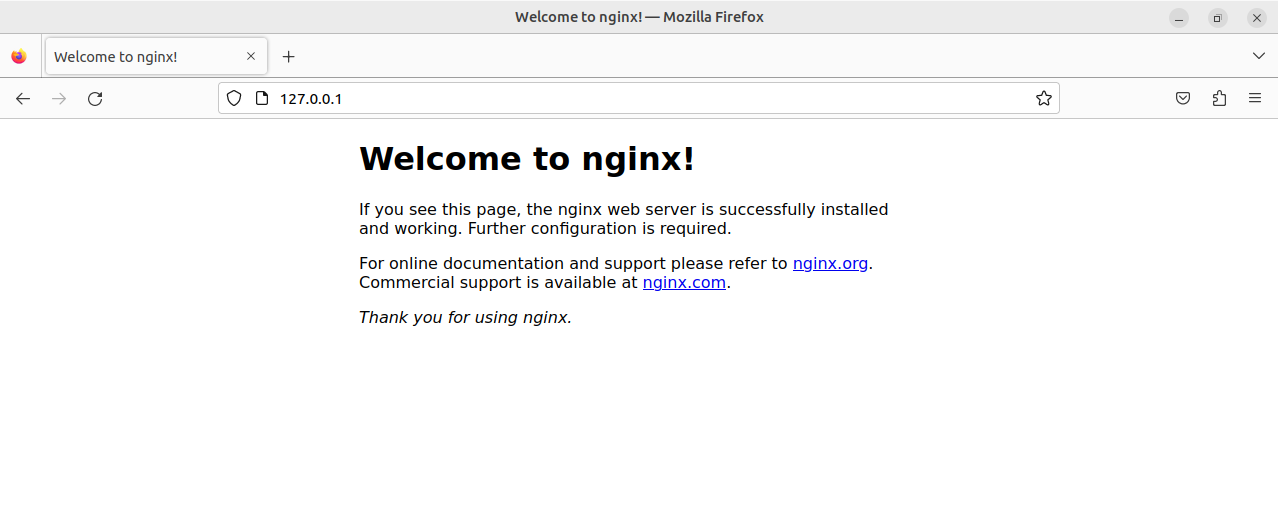 Welcome to nginx! — Mozilla Firefox
Welcome to nginx!
127.0.0.1
Welcome to nginx!
If you see this page, the nginx web server is successfully installed
and working. Further configuration is required.
For online documentation and support please refer to nginx.org.
Commercial support is available at nginx.com.
Thank you for using nginx.